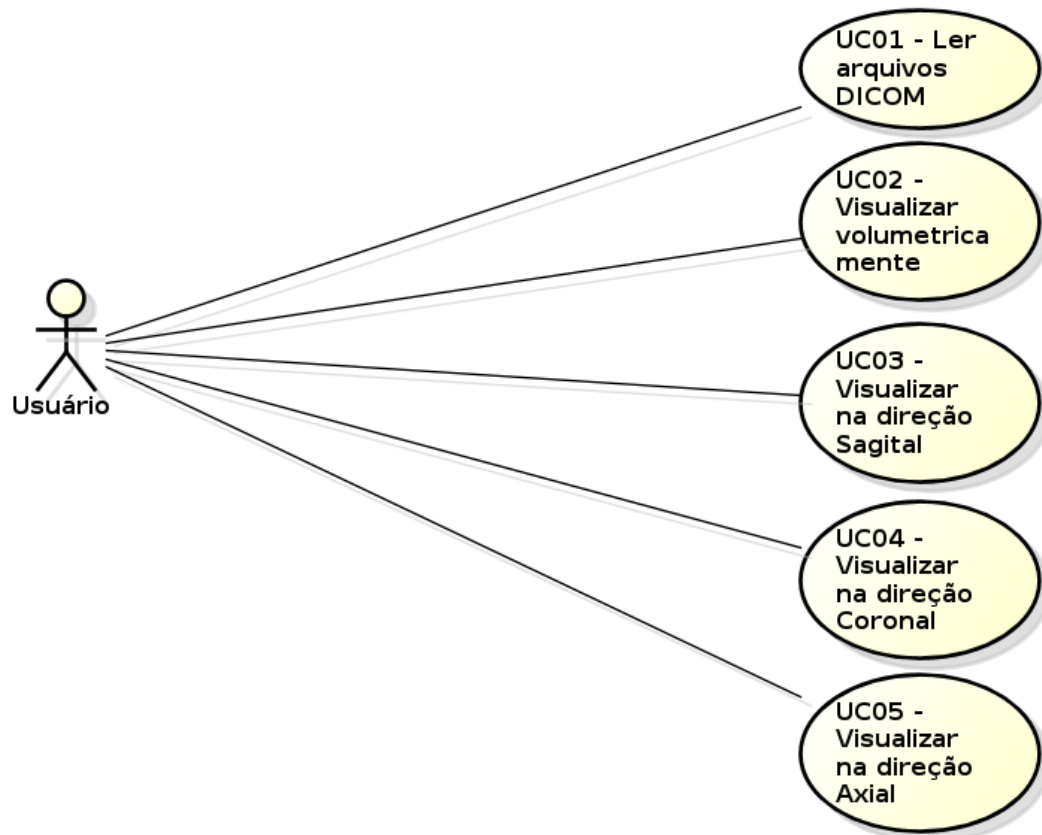 UC01 - Ler
arquivos
DICOM
UC02 -
Visualizar
volumetrica
mente
UC03 -
Visualizar
na direção
Sagital
Usuário
UC04 -
Visualizar
na direção
Coronal
UC05 -
Visualizar
na direção
Axial